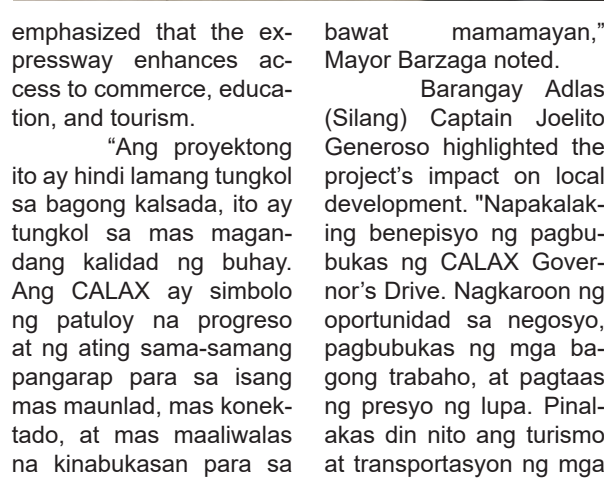 emphasized that the ex-
pressway enhances ac-
cess to commerce, educa-
tion, and tourism.
“Ang proyektong
ito ay hindi lamang tungkol
sa bagong kalsada, ito ay
tungkol sa mas magan-
dang kalidad ng buhay.
Ang CALAX ay simbolo
ng patuloy na progreso
at ng ating sama-samang
pangarap para sa isang
mas maunlad, mas konek-
tado, at mas maaliwalas
na kinabukasan para sa
bawat mamamayan,”
Mayor Barzaga noted.
Barangay Adlas
(Silang) Captain Joelito
Generoso highlighted the
project’s impact on local
development. "Napakalak-
ing benepisyo ng pagbu-
bukas ng CALAX Gover-
nor’s Drive. Nagkaroon ng
oportunidad sa negosyo,
pagbubukas ng mga ba-
gong trabaho, at pagtaas
ng presyo ng lupa. Pinal-
akas din nito ang turismo
at transportasyon ng mga